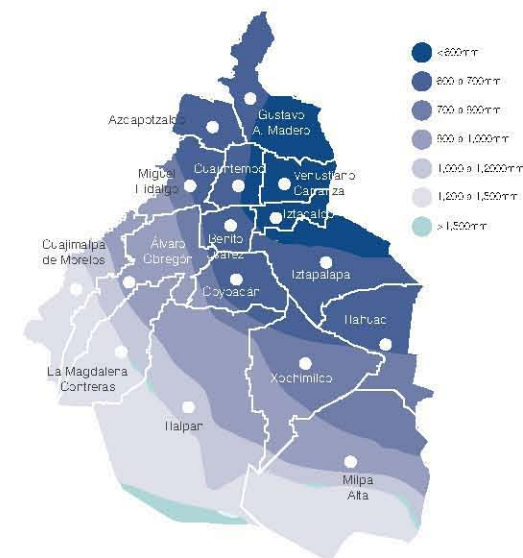 <600mm
600 a 700mm
700 a 800mm
800 a 1,000mm
1,000 a 1,2000mm
1,200 a 1,500mm
>1,500mm
Gustavo
A. Madero
Azcapotzalco
Miguel
Hidalgo
Cuauhtemoc
Venustiano
Carranza
Iztacalco
Cuajimalpa
de Morelos
Álvaro
Obregón
Benito
Juárez
Iztapalapa
Coyoacán
Tlahuac
La Magdalena
Contreras
Xochimilco
Tlalpan
Milpa
Alta